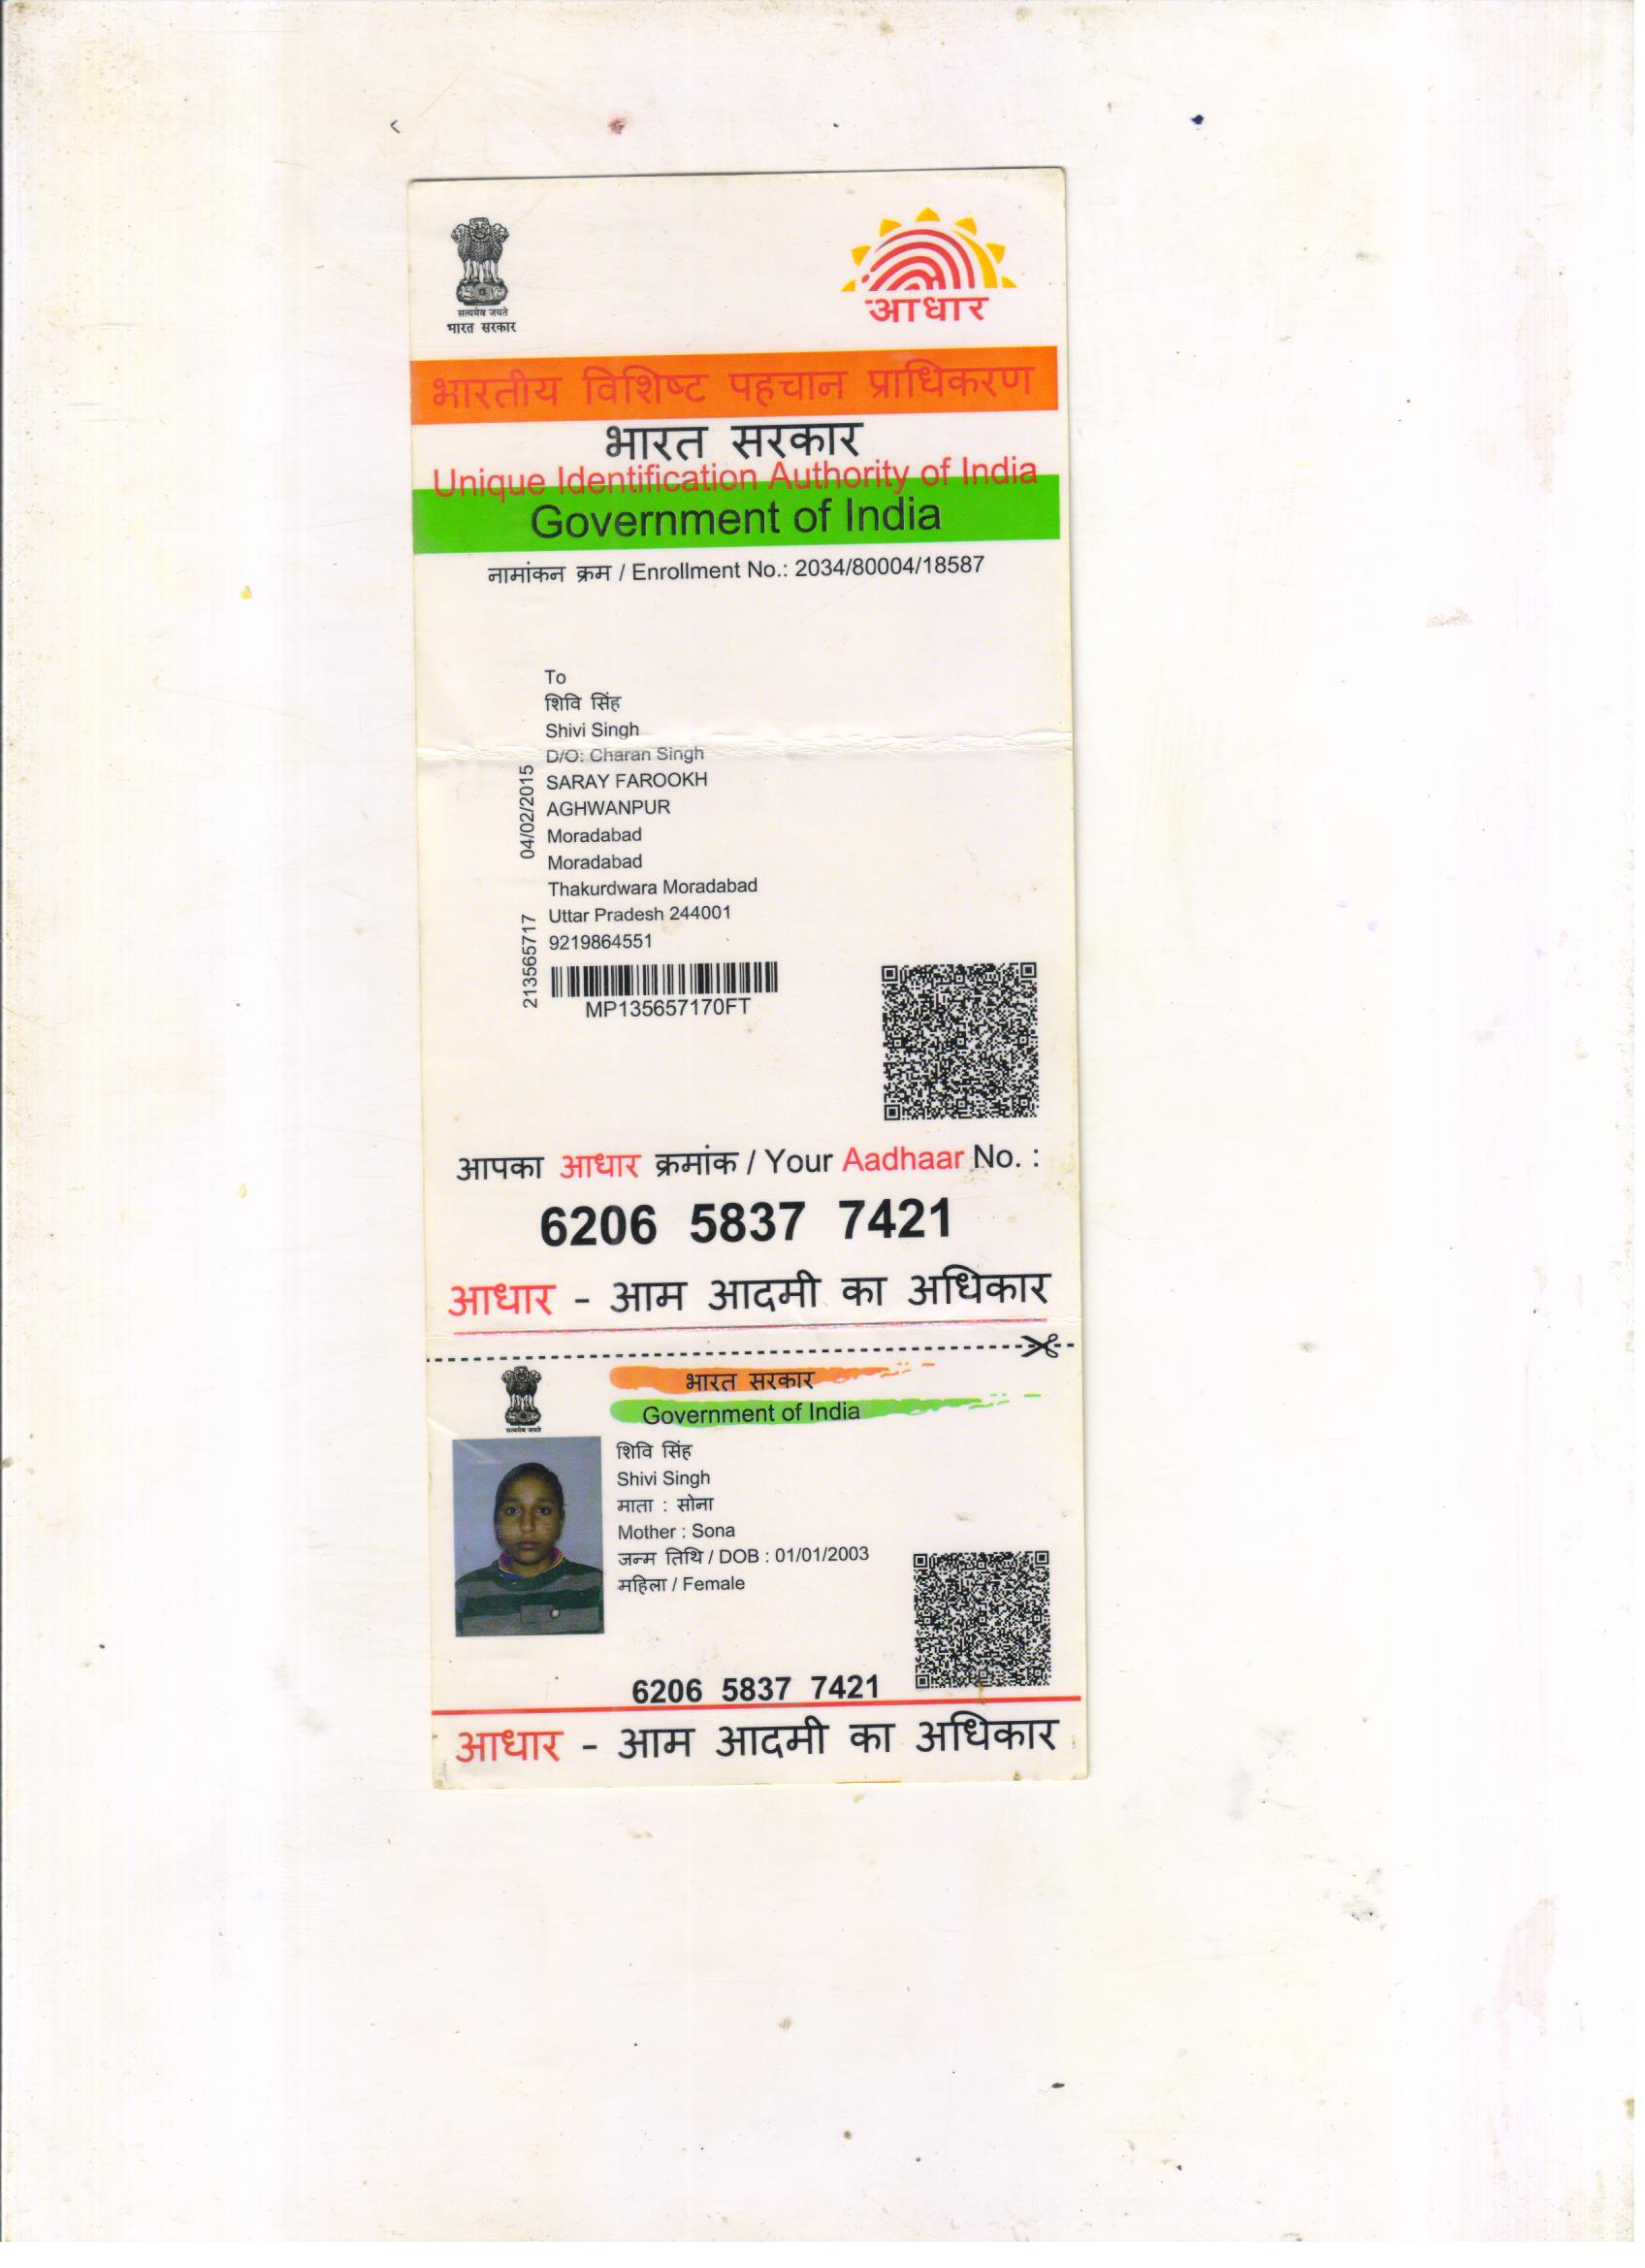 सत्यमेव जयते
भारत सरकार
आधार
भारतीय विशिष्ट पहचान प्राधिकरण
भारत सरकार
Unique Identification Authority of India
Government of India
नामांकन क्रम / Enrollment No.: 2034/80004/18587
To
शिवि सिंह
Shivi Singh
D/O: Charan Singh
SARAY FAROOKH
AGHWANPUR
Moradabad
Moradabad
Thakurdwara Moradabad
Uttar Pradesh 244001
9219864551
213565717 04/02/2015
MP135657170FT
आपका आधार क्रमांक / Your Aadhaar No. :
6206 5837 7421
आधार - आम आदमी का अधिकार
सत्यमेव जयते
भारत सरकार
Government of India
शिवि सिंह
Shivi Singh
माता : सोना
Mother : Sona
जन्म तिथि / DOB : 01/01/2003
महिला / Female
6206 5837 7421
आधार - आम आदमी का अधिकार